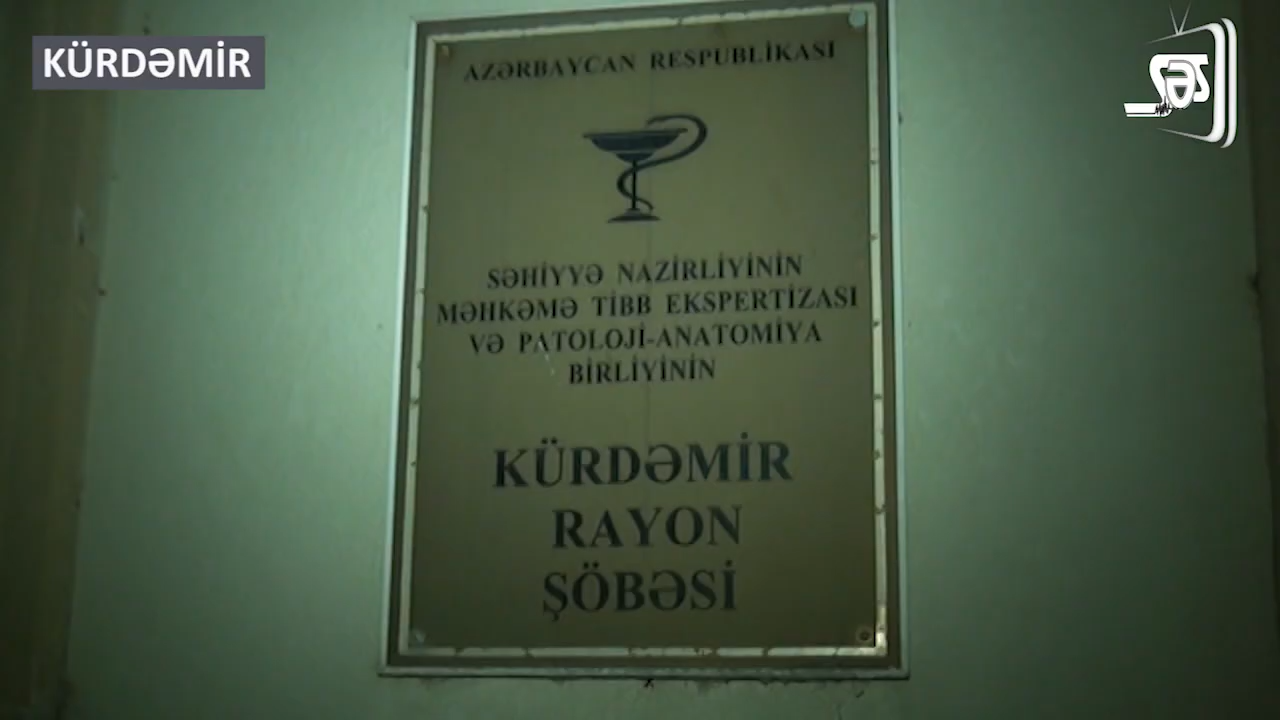 KÜRDƏMİR
SƏS
AZƏRBAYCAN RESPUBLİKASI
SƏHİYYƏ NAZİRLİYİNİN
MƏHKƏMƏ TİBB EKSPERTİZASI
VƏ PATOLOJİ-ANATOMİYA
BİRLİYİNİN
KÜRDƏMİR
RAYON
ŞÖBƏSİ